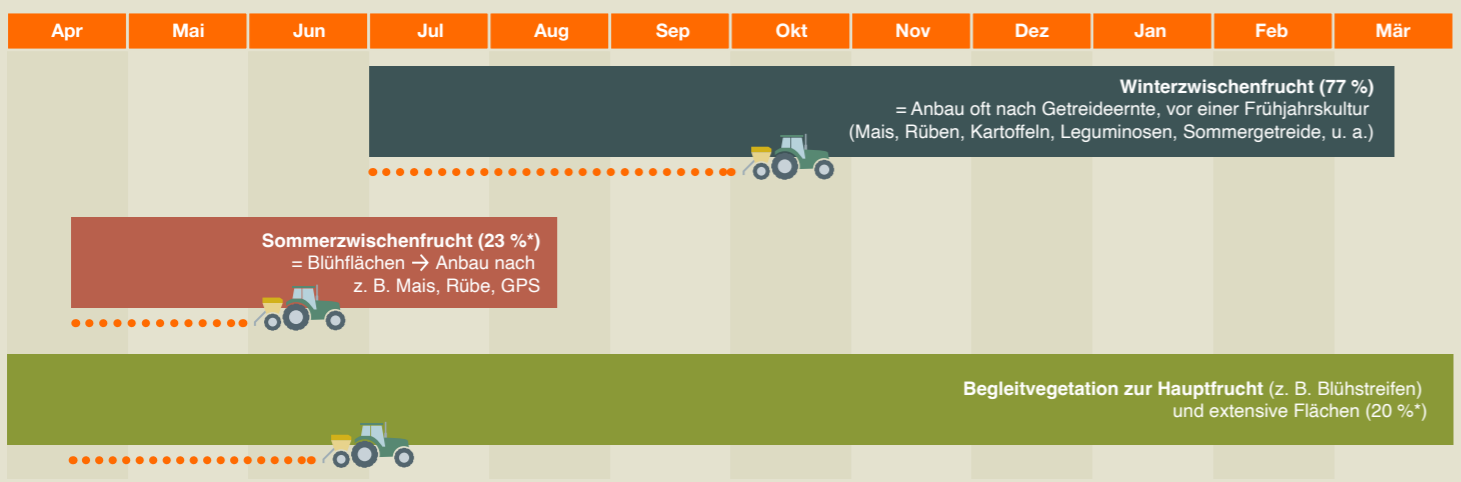 Apr Mai Jun Jul Aug Sep Okt Nov Dez Jan Feb Mär
Winterzwischenfrucht (77 %)
= Anbau oft nach Getreideernte, vor einer Frühjahrskultur
(Mais, Rüben, Kartoffeln, Leguminosen, Sommergetreide, u. a.)
Sommerzwischenfrucht (23 %*)
= Blühflächen → Anbau nach
z. B. Mais, Rübe, GPS
Begleitvegetation zur Hauptfrucht (z. B. Blühstreifen)
und extensive Flächen (20 %*)